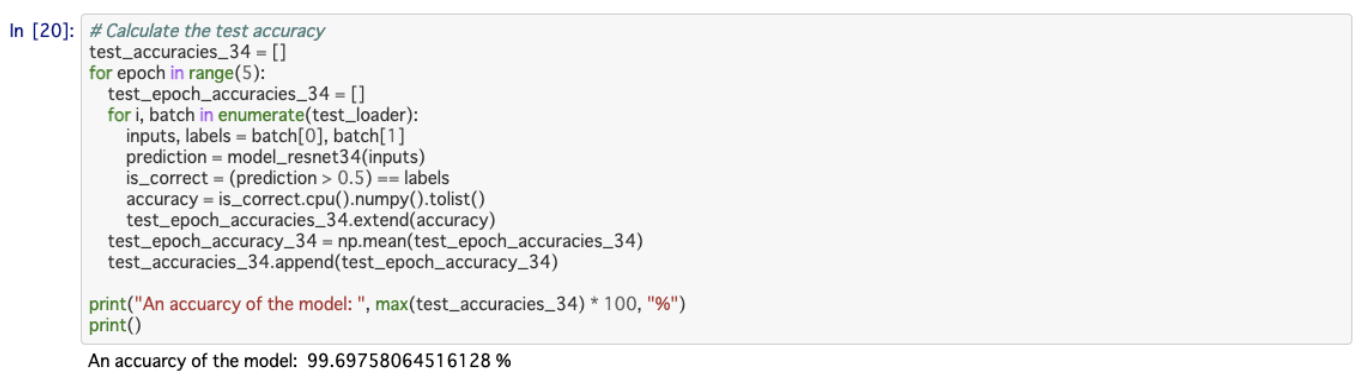 In [20]: # Calculate the test accuracy
test_accuracies_34 = []
for epoch in range(5):
test_epoch_accuracies_34 = []
for i, batch in enumerate(test_loader):
inputs, labels = batch[0], batch[1]
prediction = model_resnet34(inputs)
is_correct = (prediction > 0.5) == labels
accuracy = is_correct.cpu().numpy().tolist()
test_epoch_accuracies_34.extend(accuracy)
test_epoch_accuracy_34 = np.mean(test_epoch_accuracies_34)
test_accuracies_34.append(test_epoch_accuracy_34)
print("An accuarcy of the model: ", max(test_accuracies_34) * 100, "%")
print()
An accuarcy of the model:  99.69758064516128 %